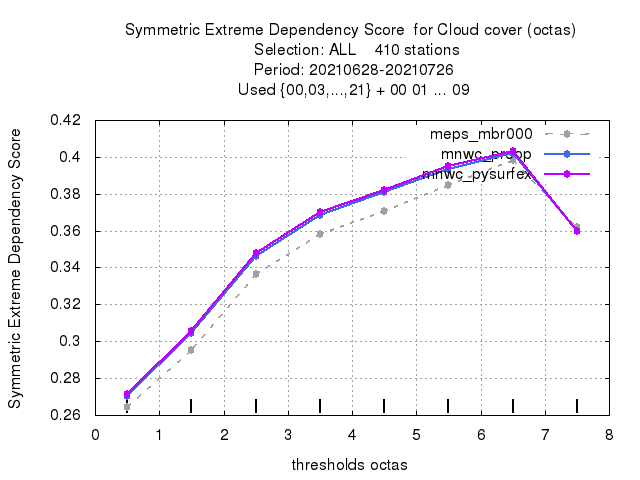 Symmetric Extreme Dependency Score for Cloud cover (octas)
Selection: ALL 410 stations
Period: 20210628-20210726
Used {00,03,...,21} + 00 01 ... 09
Symmetric Extreme Dependency Score
0.42
0.4
0.38
0.36
0.34
0.32
0.3
0.28
0.26
meps_mbr000
mnwc_preop
mnwc_pysurfex
0 1 2 3 4 5 6 7 8
thresholds octas